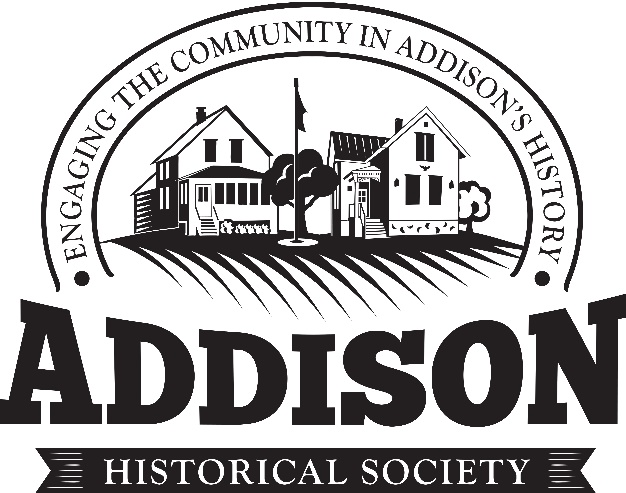 ENGAGING THE COMMUNITY IN ADDISON'S HISTORY
ADDISON
HISTORICAL SOCIETY